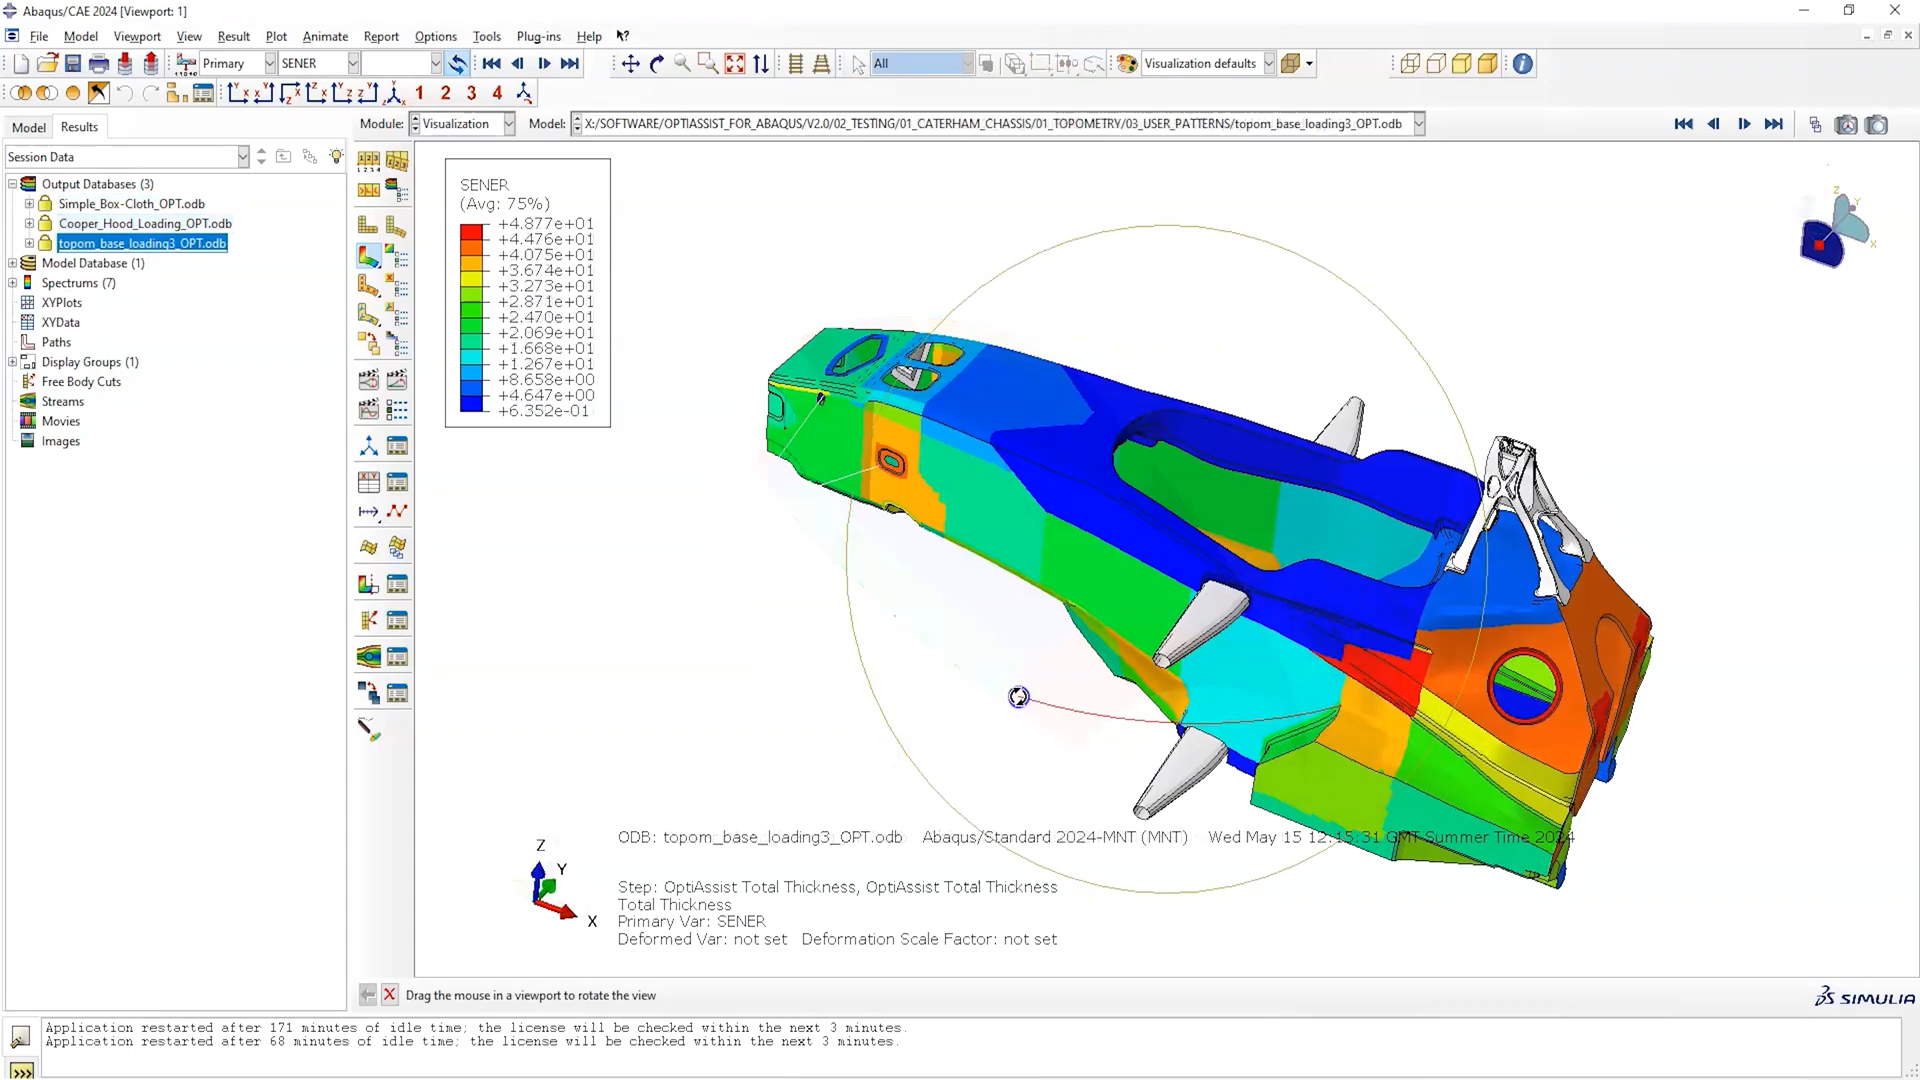 Abaqus/CAE 2024 [Viewport: 1]
File Model Viewport View Result Plot Animate Report Options Tools Plug-ins Help
Primary SENER All Visualization defaults
1 2 3 4
Model Results Module: Visualization Model: X:/SOFTWARE/OPTIASSIST_FOR_ABAQUS/V2.0/02_TESTING/01_CATERHAM_CHASSIS/01_TOPOMETRY/03_USER_PATTERNS/topom_base_loading3_OPT.odb
Session Data
Output Databases (3)
Simple_Box-Cloth_OPT.odb
Cooper_Hood_Loading_OPT.odb
topom_base_loading3_OPT.odb
Model Database (1)
Spectrums (7)
XYPlots
XYData
Paths
Display Groups (1)
Free Body Cuts
Streams
Movies
Images
SENER
(Avg: 75%)
+4.877e+01
+4.476e+01
+4.075e+01
+3.674e+01
+3.273e+01
+2.871e+01
+2.470e+01
+2.069e+01
+1.668e+01
+1.267e+01
+8.658e+00
+4.647e+00
+6.352e-01
Z
Y
X
Z
Y
X
ODB: topom_base_loading3_OPT.odb Abaqus/Standard 2024-MNT (MNT) Wed May 15 12:15:31 GMT Summer Time 2024
Step: OptiAssist Total Thickness, OptiAssist Total Thickness
Total Thickness
Primary Var: SENER
Deformed Var: not set Deformation Scale Factor: not set
Drag the mouse in a viewport to rotate the view
SIMULIA
Application restarted after 171 minutes of idle time; the license will be checked within the next 3 minutes.
Application restarted after 68 minutes of idle time; the license will be checked within the next 3 minutes.
>>>